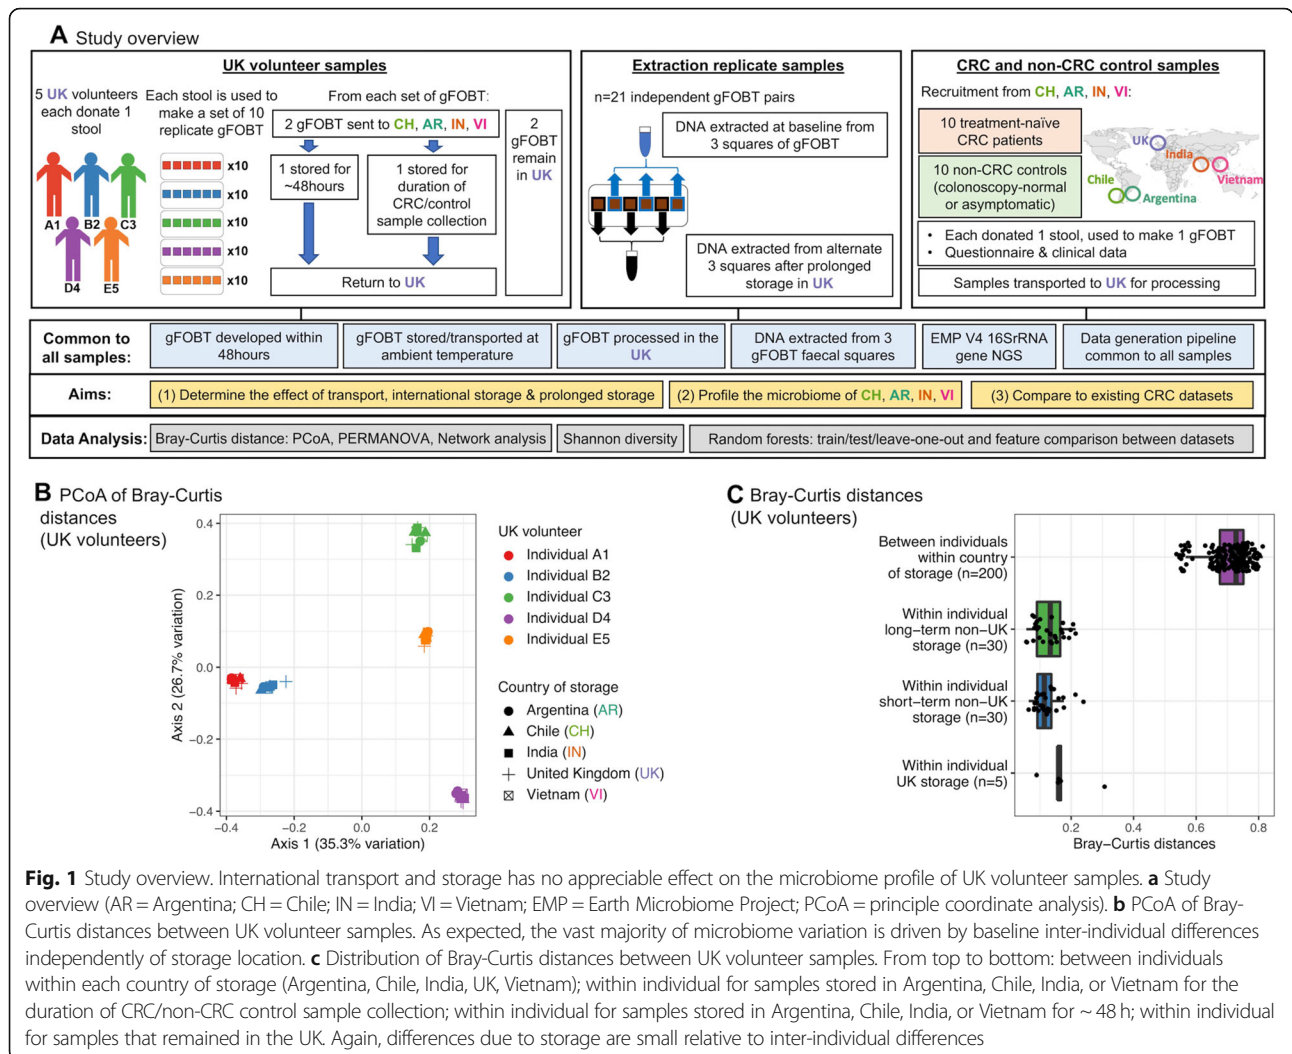 A Study overview
UK volunteer samples
5 UK volunteers
each donate 1
stool
A1
B2
C3
D4
E5
Each stool is used to
make a set of 10
replicate gFOBT
x10
x10
x10
x10
x10
From each set of gFOBT:
2 gFOBT sent to CH, AR, IN, VI
1 stored for
~48hours
1 stored for
duration of
CRC/control
sample collection
Return to UK
2
gFOBT
remain
in UK
Extraction replicate samples
n=21 independent gFOBT pairs
DNA extracted at baseline from
3 squares of gFOBT
DNA extracted from alternate
3 squares after prolonged
storage in UK
CRC and non-CRC control samples
Recruitment from CH, AR, IN, VI:
10 treatment-naïve
CRC patients
10 non-CRC controls
(colonoscopy-normal
or asymptomatic)
UK
India
Chile
Vietnam
Argentina
• Each donated 1 stool, used to make 1 gFOBT
• Questionnaire & clinical data
Samples transported to UK for processing
Common to
all samples:
gFOBT developed within
48hours
gFOBT stored/transported at
ambient temperature
gFOBT processed in the
UK
DNA extracted from 3
gFOBT faecal squares
EMP V4 16SrRNA
gene NGS
Data generation pipeline
common to all samples
Aims:
(1) Determine the effect of transport, international storage & prolonged storage
(2) Profile the microbiome of CH, AR, IN, VI
(3) Compare to existing CRC datasets
Data Analysis:
Bray-Curtis distance: PCoA, PERMANOVA, Network analysis
Shannon diversity
Random forests: train/test/leave-one-out and feature comparison between datasets
B PCoA of Bray-Curtis
distances
(UK volunteers)
Axis 2 (26.7% variation)
0.4
0.2
0.0
−0.2
−0.4
−0.4
−0.2
0.0
0.2
Axis 1 (35.3% variation)
UK volunteer
Individual A1
Individual B2
Individual C3
Individual D4
Individual E5
Country of storage
Argentina (AR)
Chile (CH)
India (IN)
United Kingdom (UK)
Vietnam (VI)
C Bray-Curtis distances
(UK volunteers)
Between individuals
within country
of storage (n=200)
Within individual
long−term non−UK
storage (n=30)
Within individual
short−term non−UK
storage (n=30)
Within individual
UK storage (n=5)
0.2
0.4
0.6
0.8
Bray−Curtis distances
Fig. 1 Study overview. International transport and storage has no appreciable effect on the microbiome profile of UK volunteer samples. a Study
overview (AR = Argentina; CH = Chile; IN = India; VI = Vietnam; EMP = Earth Microbiome Project; PCoA = principle coordinate analysis). b PCoA of Bray-
Curtis distances between UK volunteer samples. As expected, the vast majority of microbiome variation is driven by baseline inter-individual differences
independently of storage location. c Distribution of Bray-Curtis distances between UK volunteer samples. From top to bottom: between individuals
within each country of storage (Argentina, Chile, India, UK, Vietnam); within individual for samples stored in Argentina, Chile, India, or Vietnam for the
duration of CRC/non-CRC control sample collection; within individual for samples stored in Argentina, Chile, India, or Vietnam for ~ 48 h; within individual
for samples that remained in the UK. Again, differences due to storage are small relative to inter-individual differences